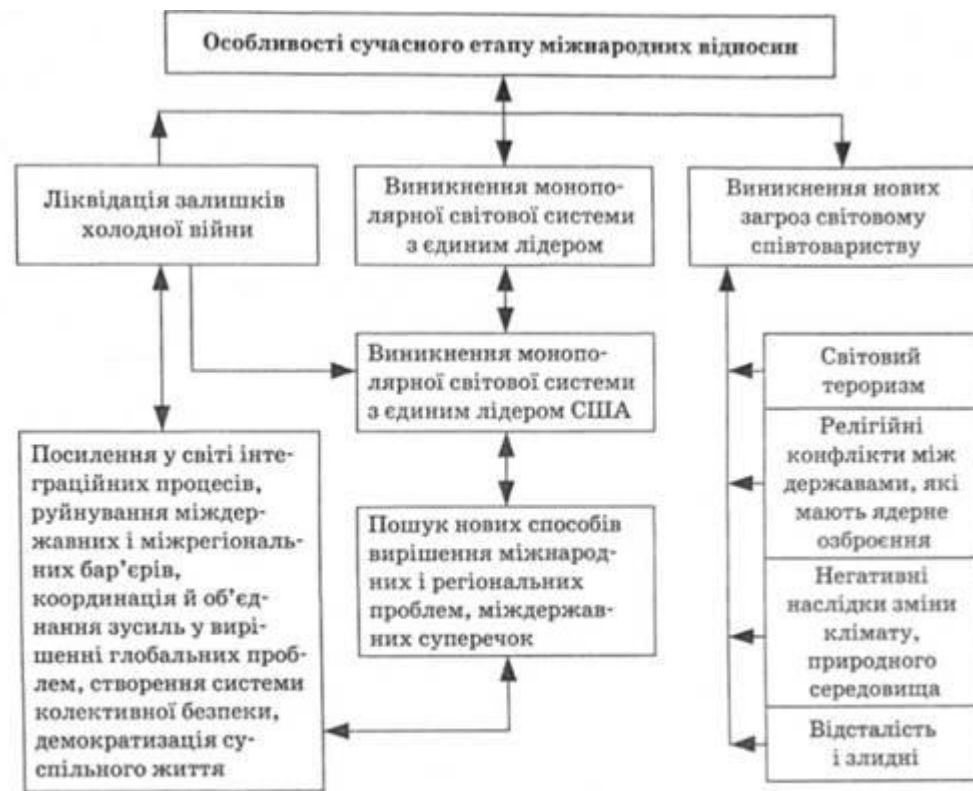 Особливості сучасного етапу міжнародних відносин
Ліквідація залишків
холодної війни
Виникнення монопо-
лярної світової системи
з єдиним лідером
Виникнення нових
загроз світовому
співтовариству
Виникнення монопо-
лярної світової системи
з єдиним лідером США
Посилення у світі інте-
граційних процесів,
руйнування міждер-
жавних і міжрегіональ-
них бар’єрів,
координація й об’єд-
нання зусиль у вирі-
шенні глобальних проб-
лем, створення системи
колективної безпеки,
демократизація су-
спільного життя
Пошук нових способів
вирішення міжнарод-
них і регіональних
проблем, міждержав-
них суперечок
Світовий
тероризм
Релігійні
конфлікти між
державами, які
мають ядерне
озброєння
Негативні
наслідки зміни
клімату,
природного
середовища
Відсталість
і злидні